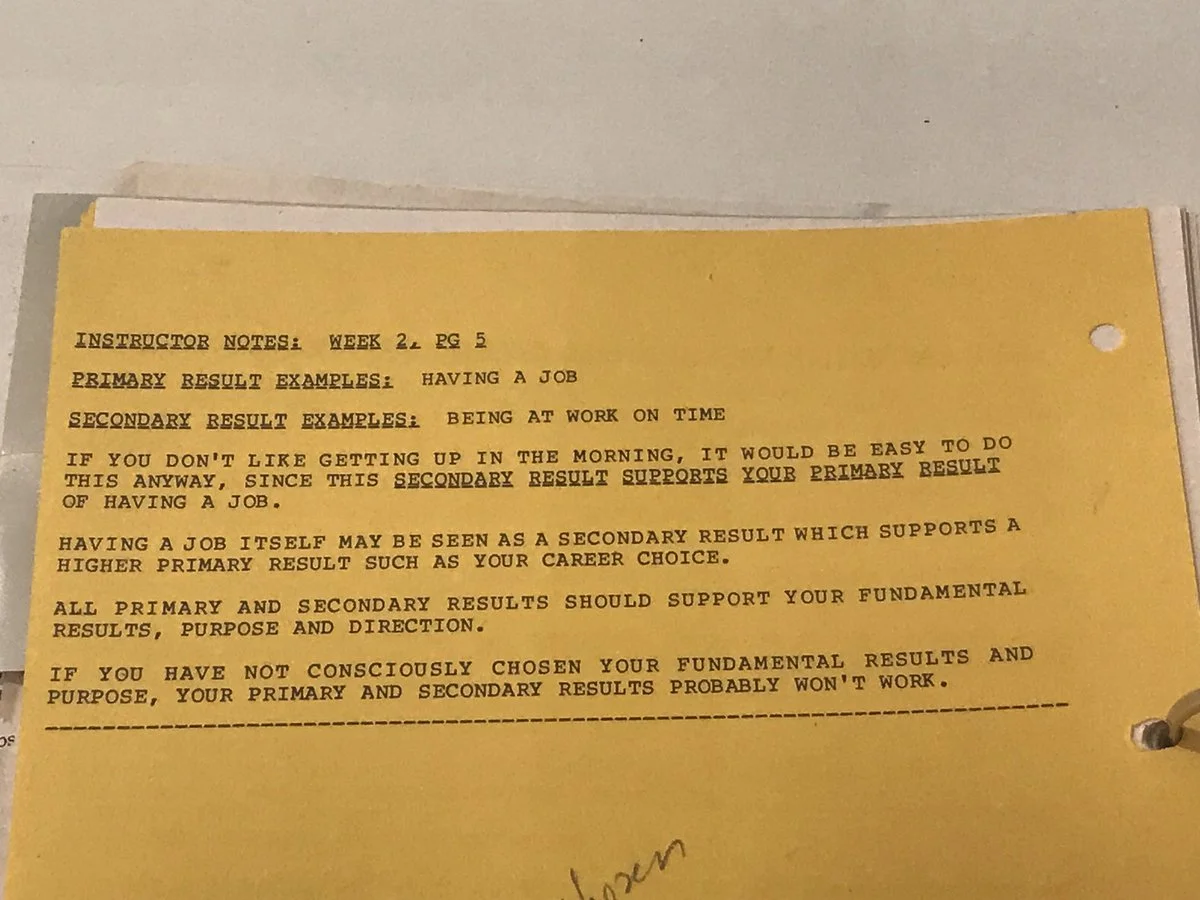 INSTRUCTOR NOTES: WEEK 2, PG 5
PRIMARY RESULT EXAMPLES: HAVING A JOB
SECONDARY RESULT EXAMPLES: BEING AT WORK ON TIME
IF YOU DON'T LIKE GETTING UP IN THE MORNING, IT WOULD BE EASY TO DO
THIS ANYWAY, SINCE THIS SECONDARY RESULT SUPPORTS YOUR PRIMARY RESULT
OF HAVING A JOB.
HAVING A JOB ITSELF MAY BE SEEN AS A SECONDARY RESULT WHICH SUPPORTS A
HIGHER PRIMARY RESULT SUCH AS YOUR CAREER CHOICE.
ALL PRIMARY AND SECONDARY RESULTS SHOULD SUPPORT YOUR FUNDAMENTAL
RESULTS, PURPOSE AND DIRECTION.
IF YOU HAVE NOT CONSCIOUSLY CHOSEN YOUR FUNDAMENTAL RESULTS AND
PURPOSE, YOUR PRIMARY AND SECONDARY RESULTS PROBABLY WON'T WORK.